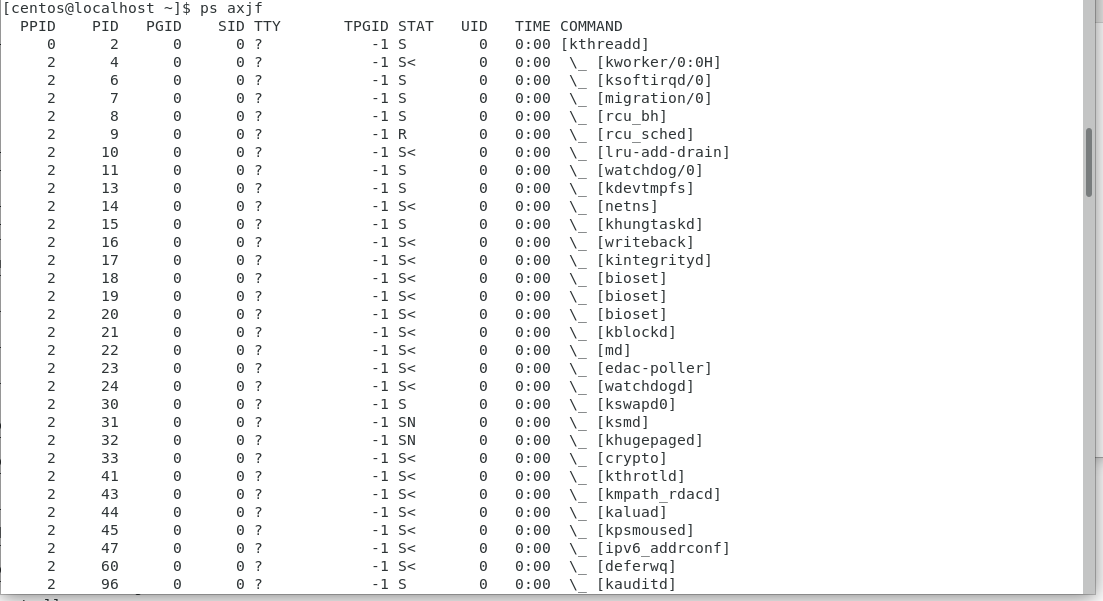 [centos@localhost ~]$ ps axjf
PPID PID PGID SID TTY TPGID STAT UID TIME COMMAND
0 2 0 0 ? -1 S 0 0:00 [kthreadd]
2 4 0 0 ? -1 S< 0 0:00 \_ [kworker/0:0H]
2 6 0 0 ? -1 S 0 0:00 \_ [ksoftirqd/0]
2 7 0 0 ? -1 S 0 0:00 \_ [migration/0]
2 8 0 0 ? -1 S 0 0:00 \_ [rcu_bh]
2 9 0 0 ? -1 R 0 0:00 \_ [rcu_sched]
2 10 0 0 ? -1 S< 0 0:00 \_ [lru-add-drain]
2 11 0 0 ? -1 S 0 0:00 \_ [watchdog/0]
2 13 0 0 ? -1 S 0 0:00 \_ [kdevtmpfs]
2 14 0 0 ? -1 S< 0 0:00 \_ [netns]
2 15 0 0 ? -1 S 0 0:00 \_ [khungtaskd]
2 16 0 0 ? -1 S< 0 0:00 \_ [writeback]
2 17 0 0 ? -1 S< 0 0:00 \_ [kintegrityd]
2 18 0 0 ? -1 S< 0 0:00 \_ [bioset]
2 19 0 0 ? -1 S< 0 0:00 \_ [bioset]
2 20 0 0 ? -1 S< 0 0:00 \_ [bioset]
2 21 0 0 ? -1 S< 0 0:00 \_ [kblockd]
2 22 0 0 ? -1 S< 0 0:00 \_ [md]
2 23 0 0 ? -1 S< 0 0:00 \_ [edac-poller]
2 24 0 0 ? -1 S< 0 0:00 \_ [watchdogd]
2 30 0 0 ? -1 S 0 0:00 \_ [kswapd0]
2 31 0 0 ? -1 SN 0 0:00 \_ [ksmd]
2 32 0 0 ? -1 SN 0 0:00 \_ [khugepaged]
2 33 0 0 ? -1 S< 0 0:00 \_ [crypto]
2 41 0 0 ? -1 S< 0 0:00 \_ [kthrotld]
2 43 0 0 ? -1 S< 0 0:00 \_ [kmpath_rdacd]
2 44 0 0 ? -1 S< 0 0:00 \_ [kaluad]
2 45 0 0 ? -1 S< 0 0:00 \_ [kpsmoused]
2 47 0 0 ? -1 S< 0 0:00 \_ [ipv6_addrconf]
2 60 0 0 ? -1 S< 0 0:00 \_ [deferwq]
2 96 0 0 ? -1 S 0 0:00 \_ [kauditd]